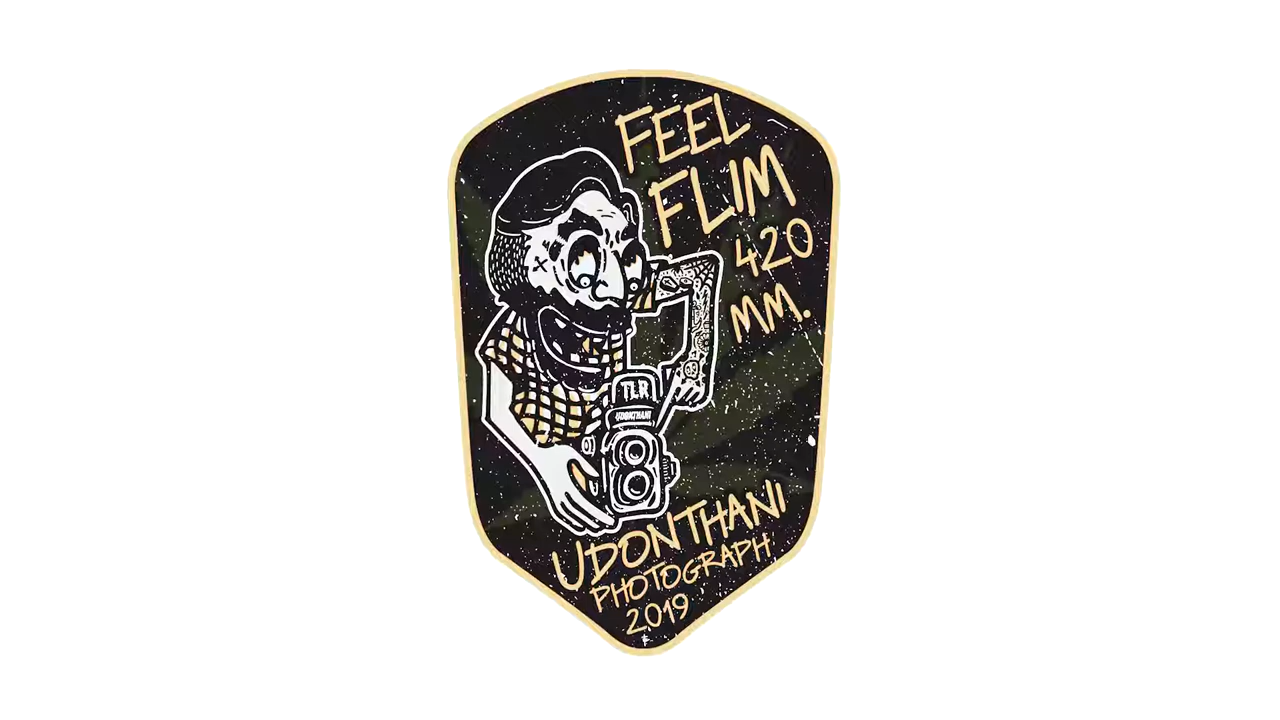 FEEL
FLIM
420
MM.
TLR
UDONTHANI
UDONTHANI
PHOTOGRAPH
2019